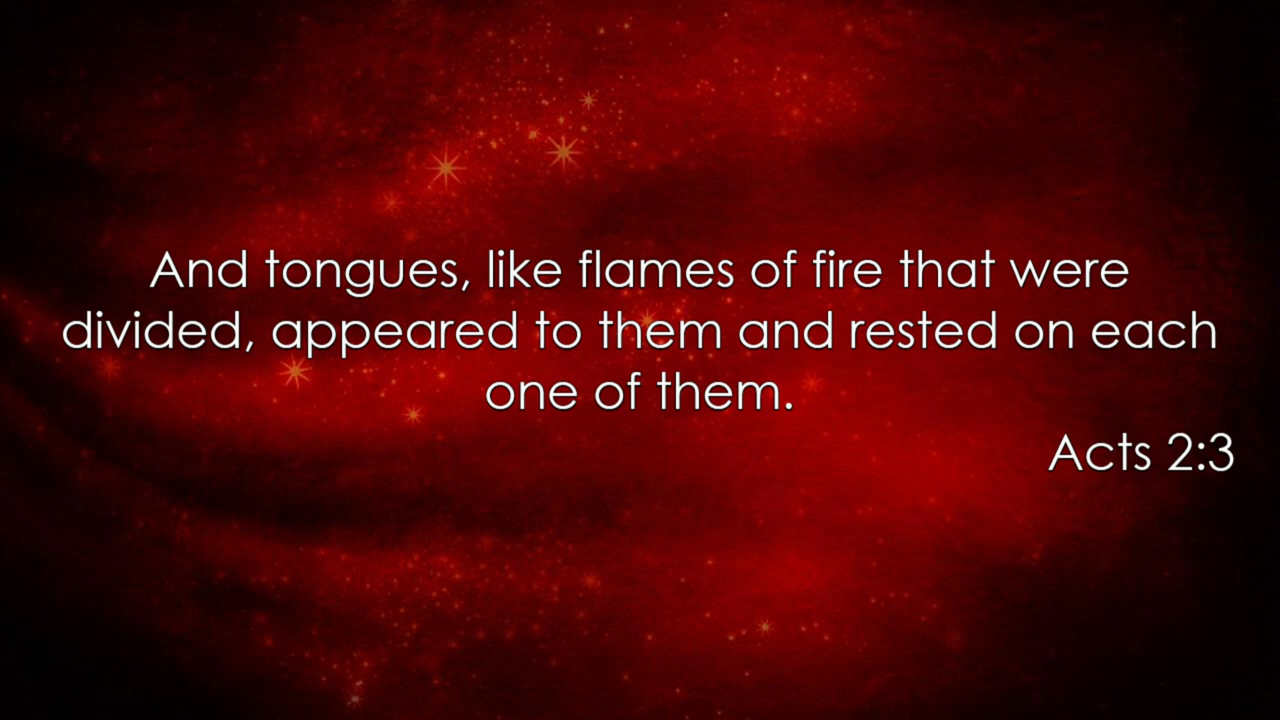 And tongues, like flames of fire that were
divided, appeared to them and rested on each
one of them.
Acts 2:3